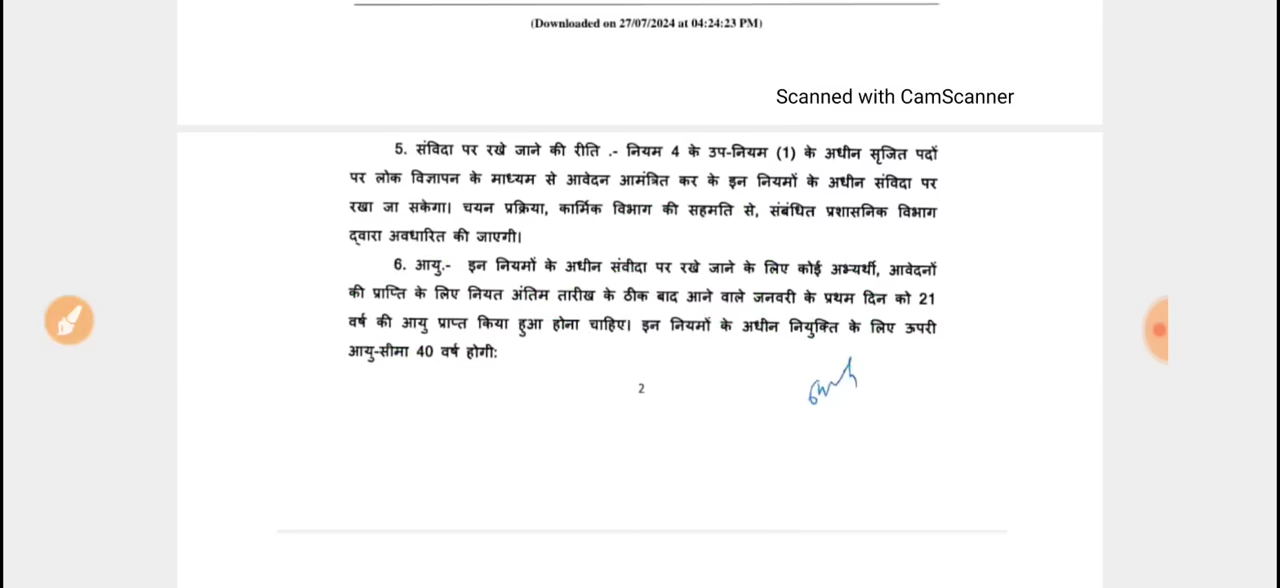 (Downloaded on 27/07/2024 at 04:24:23 PM)
Scanned with CamScanner
5. संविदा पर रखे जाने की रीति .- नियम 4 के उप-नियम (1) के अधीन सृजित पदों
पर लोक विज्ञापन के माध्यम से आवेदन आमंत्रित कर के इन नियमों के अधीन संविदा पर
रखा जा सकेगा। चयन प्रक्रिया, कार्मिक विभाग की सहमति से, संबंधित प्रशासनिक विभाग
द्वारा अवधारित की जाएगी।
6. आयु.- इन नियमों के अधीन संवीदा पर रखे जाने के लिए कोई अभ्यर्थी, आवेदनों
की प्राप्ति के लिए नियत अंतिम तारीख के ठीक बाद आने वाले जनवरी के प्रथम दिन को 21
वर्ष की आयु प्राप्त किया हुआ होना चाहिए। इन नियमों के अधीन नियुक्ति के लिए ऊपरी
आयु-सीमा 40 वर्ष होगी:
2